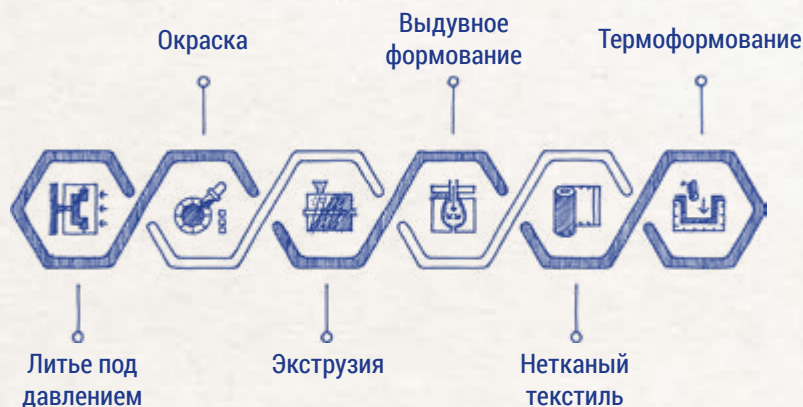 Окраска
Выдувное
формование
Термоформование
Литье под
давлением
Экструзия
Нетканый
текстиль